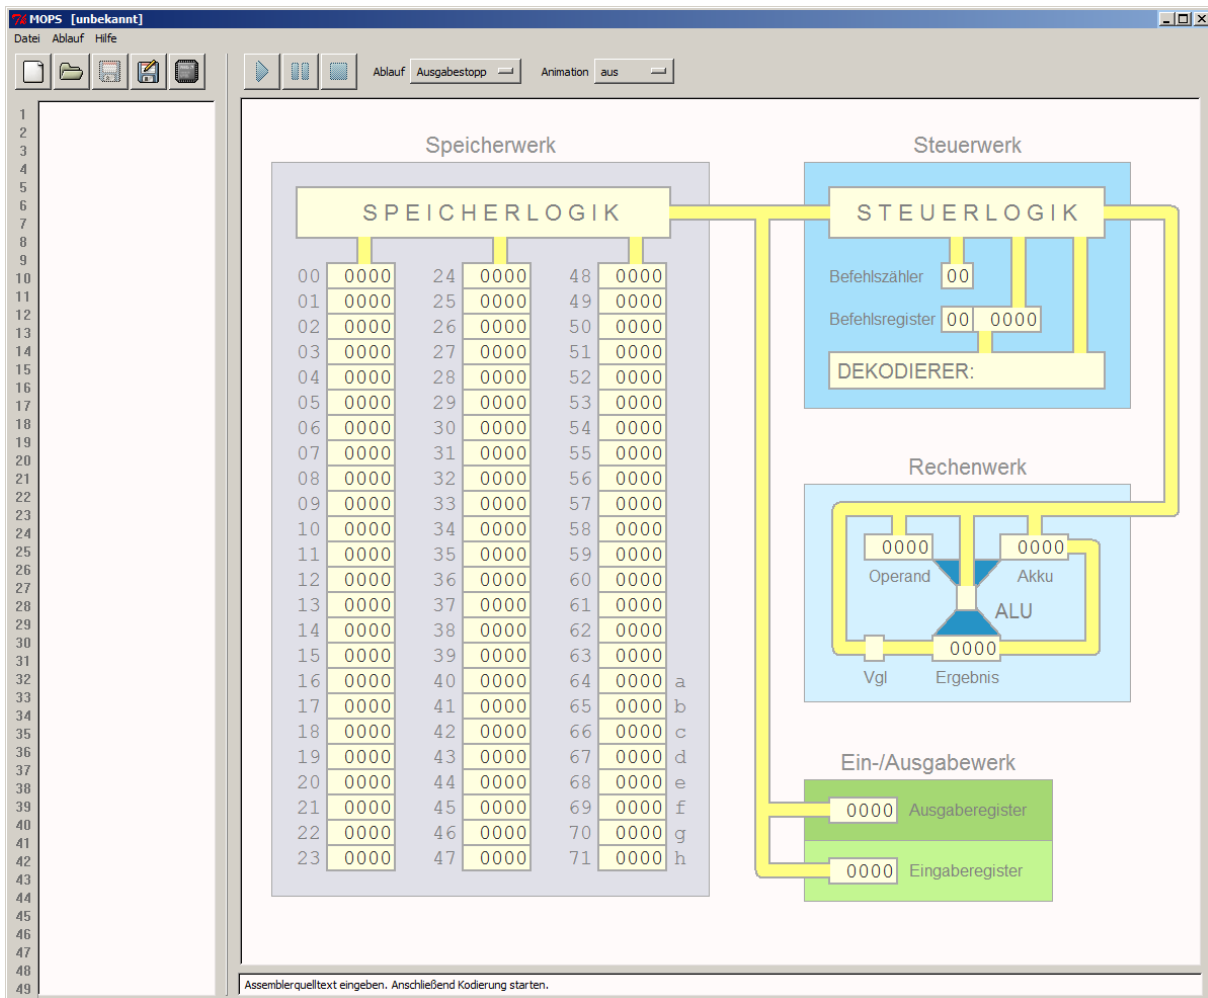 MOPS [unbekannt]
Datei Ablauf Hilfe
Ablauf Ausgabestopp Animation aus
1
2
3
4
5
6
7
8
9
10
11
12
13
14
15
16
17
18
19
20
21
22
23
24
25
26
27
28
29
30
31
32
33
34
35
36
37
38
39
40
41
42
43
44
45
46
47
48
49
Speicherwerk
SPEICHERLOGIK
00 0000 24 0000 48 0000
01 0000 25 0000 49 0000
02 0000 26 0000 50 0000
03 0000 27 0000 51 0000
04 0000 28 0000 52 0000
05 0000 29 0000 53 0000
06 0000 30 0000 54 0000
07 0000 31 0000 55 0000
08 0000 32 0000 56 0000
09 0000 33 0000 57 0000
10 0000 34 0000 58 0000
11 0000 35 0000 59 0000
12 0000 36 0000 60 0000
13 0000 37 0000 61 0000
14 0000 38 0000 62 0000
15 0000 39 0000 63 0000
16 0000 40 0000 64 0000 a
17 0000 41 0000 65 0000 b
18 0000 42 0000 66 0000 c
19 0000 43 0000 67 0000 d
20 0000 44 0000 68 0000 e
21 0000 45 0000 69 0000 f
22 0000 46 0000 70 0000 g
23 0000 47 0000 71 0000 h
Steuerwerk
STEUERLOGIK
Befehlszähler 00
Befehlsregister 00 0000
DEKODIERER:
Rechenwerk
0000 0000
Operand Akku
ALU
0000
Vgl Ergebnis
Ein-/Ausgabewerk
0000 Ausgaberegister
0000 Eingaberegister
Assemblerquelltext eingeben. Anschließend Kodierung starten.